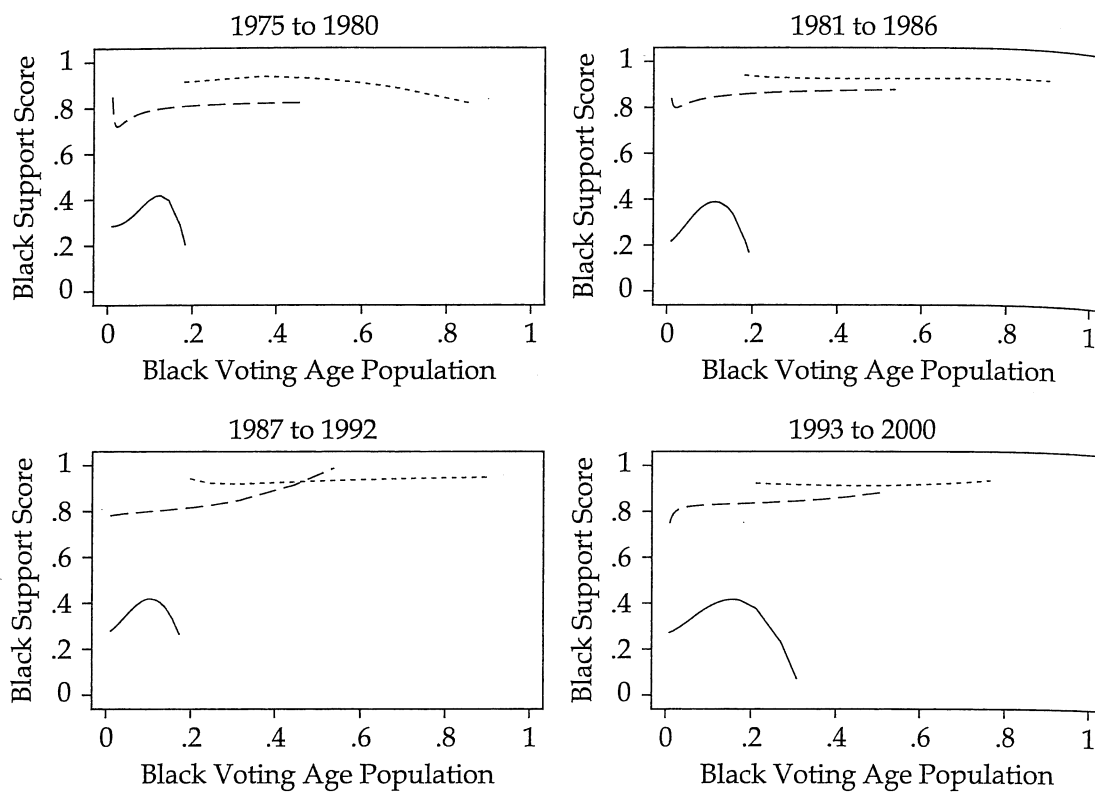 1975 to 1980
Black Support Score
1
.8
.6
.4
.2
0
0 .2 .4 .6 .8 1
Black Voting Age Population
1981 to 1986
Black Support Score
1
.8
.6
.4
.2
0
0 .2 .4 .6 .8 1
Black Voting Age Population
1987 to 1992
Black Support Score
1
.8
.6
.4
.2
0
0 .2 .4 .6 .8 1
Black Voting Age Population
1993 to 2000
Black Support Score
1
.8
.6
.4
.2
0
0 .2 .4 .6 .8 1
Black Voting Age Population